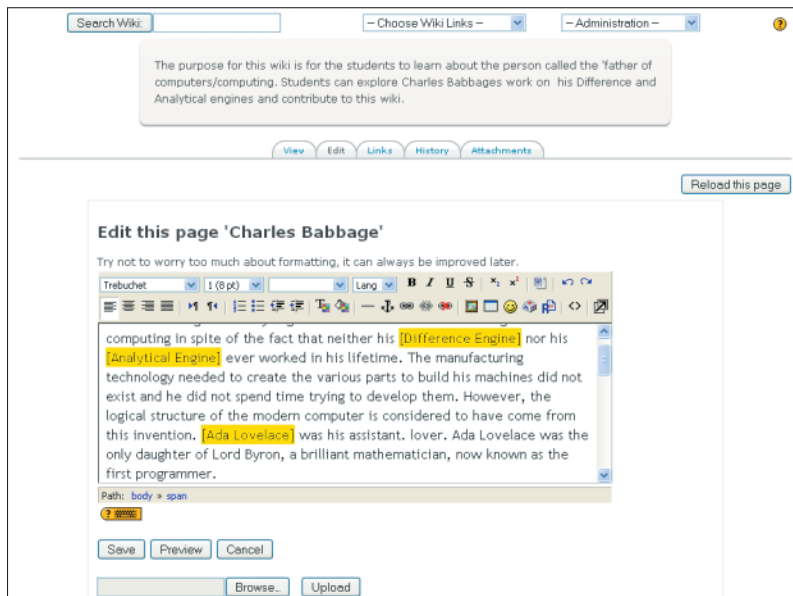 Search Wiki:
– Choose Wiki Links –
– Administration –
The purpose for this wiki is for the students to learn about the person called the 'father of
computers/computing. Students can explore Charles Babbages work on his Difference and
Analytical engines and contribute to this wiki.
View Edit Links History Attachments
Reload this page
Edit this page 'Charles Babbage'
Try not to worry too much about formatting, it can always be improved later.
Trebuchet 1 (8 pt) Lang B I U S
computing in spite of the fact that neither his [Difference Engine] nor his
[Analytical Engine] ever worked in his lifetime. The manufacturing
technology needed to create the various parts to build his machines did not
exist and he did not spend time trying to develop them. However, the
logical structure of the modern computer is considered to have come from
this invention. [Ada Lovelace] was his assistant. lover. Ada Lovelace was the
only daughter of Lord Byron, a brilliant mathematician, now known as the
first programmer.
Path: body » span
Save Preview Cancel
Browse... Upload